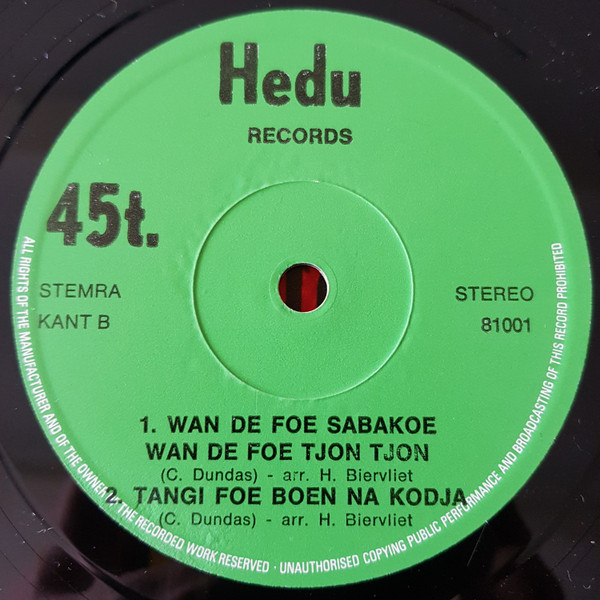 Hedu
RECORDS
45t.
STEMRA
KANT B
STEREO
81001
1. WAN DE FOE SABAKOE
WAN DE FOE TJON TJON
(C. Dundas) - arr. H. Biervliet
2. TANGI FOE BOEN NA KODJA
(C. Dundas) - arr. H. Biervliet
ALL RIGHTS OF THE MANUFACTURER AND OF THE OWNER OF THE RECORDED WORK RESERVED · UNAUTHORISED COPYING PUBLIC PERFORMANCE AND BROADCASTING OF THIS RECORD PROHIBITED